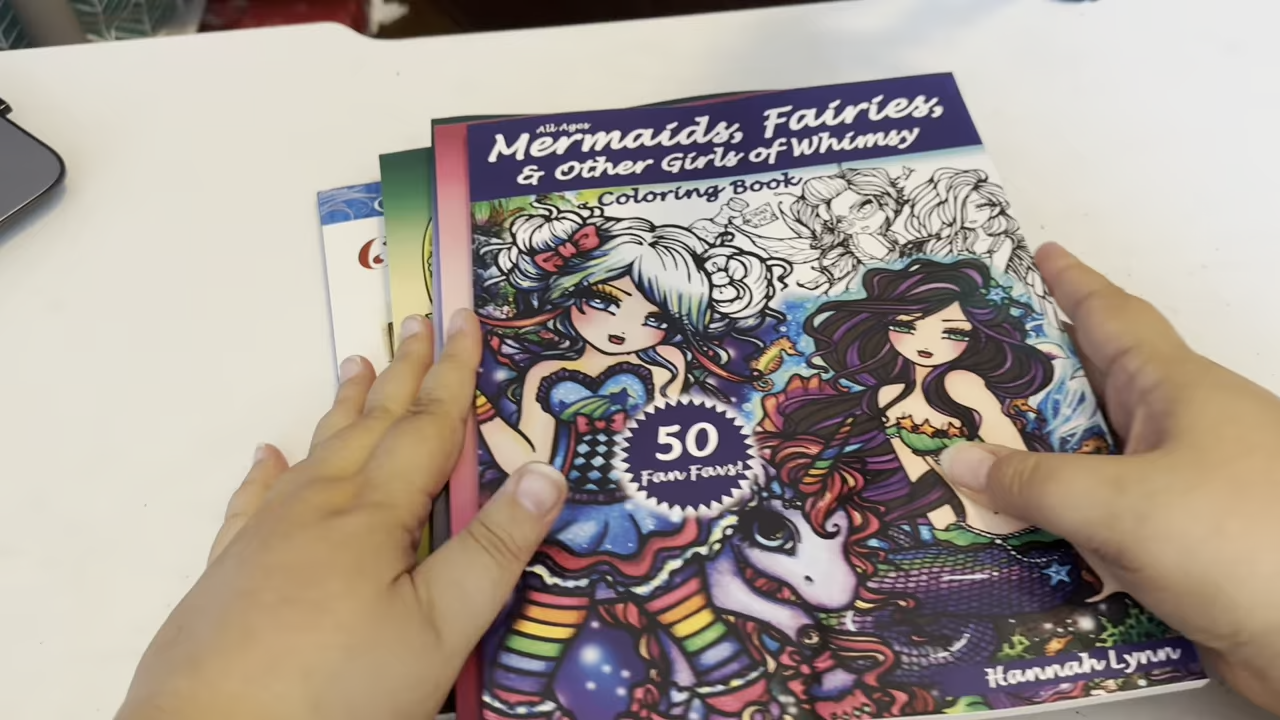 All Ages
Mermaids, Fairies,
& Other Girls of Whimsy
Coloring Book
50
Fan Favs!
Hannah Lynn